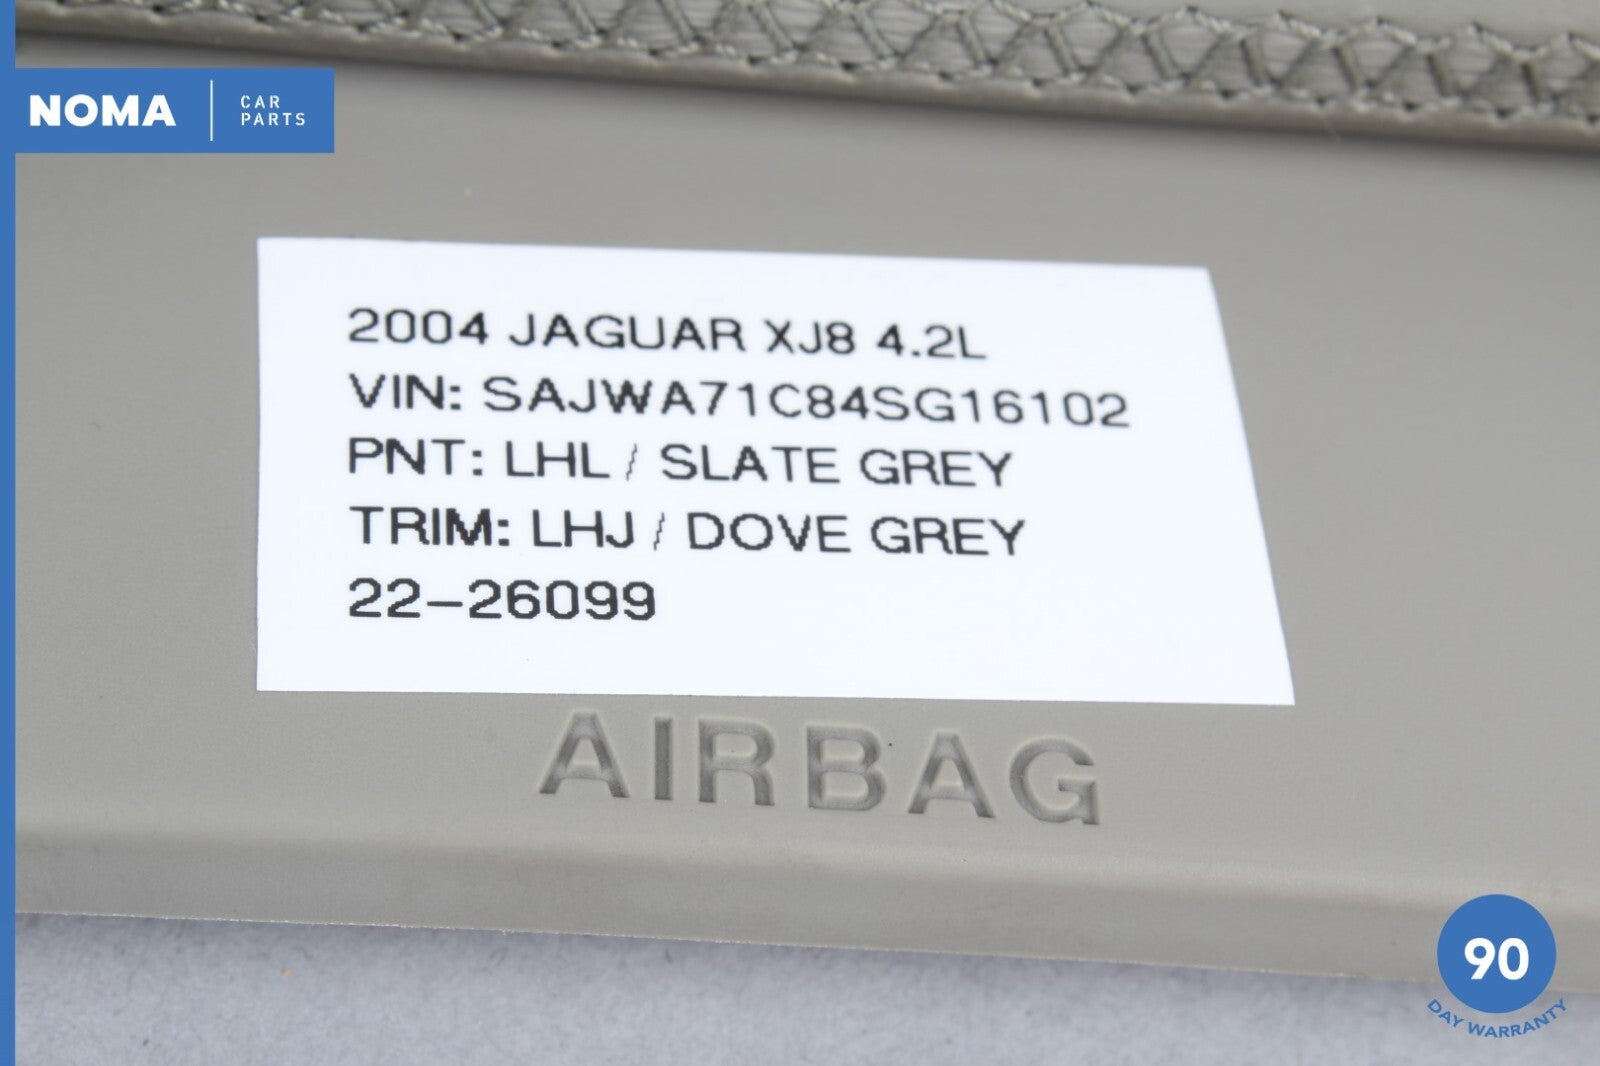 NOMA
CAR
PARTS
2004 JAGUAR XJ8 4.2L
VIN: SAJWA71C84SG16102
PNT: LHL / SLATE GREY
TRIM: LHJ / DOVE GREY
22-26099
AIRBAG
90
DAY WARRANTY